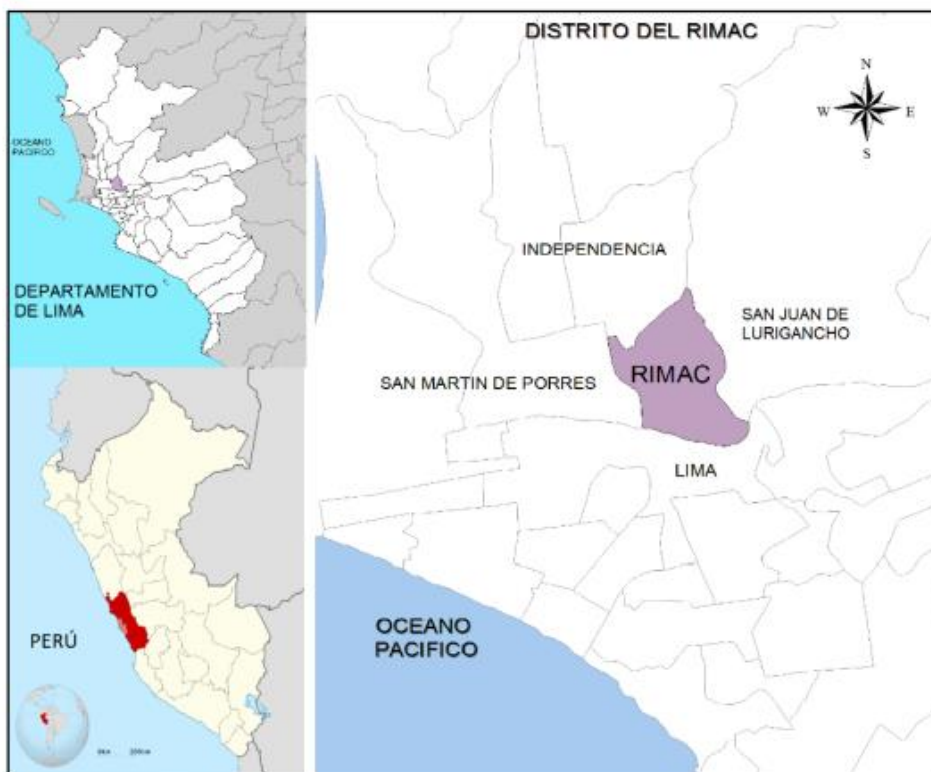 OCEANO
PACIFICO
DEPARTAMENTO
DE LIMA
PERÚ
DISTRITO DEL RIMAC
N
W
E
S
INDEPENDENCIA
SAN JUAN DE
LURIGANCHO
RIMAC
SAN MARTIN DE PORRES
LIMA
OCEANO
PACIFICO